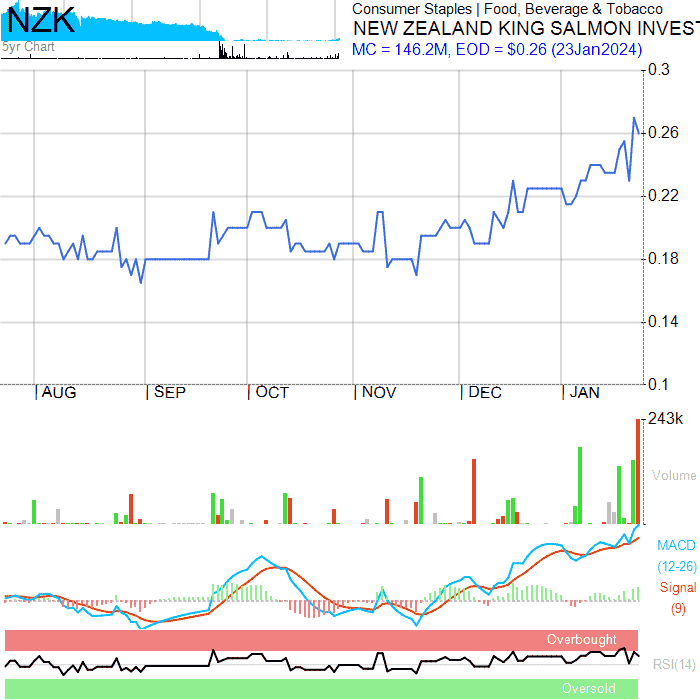 NZK
5yr Chart
Consumer Staples | Food, Beverage & Tobacco
NEW ZEALAND KING SALMON INVEST
MC = 146.2M, EOD = $0.26 (23Jan2024)
0.3
0.26
0.22
0.18
0.14
0.1
AUG SEP OCT NOV DEC JAN
243k
Volume
MACD
(12-26)
Signal
(9)
Overbought
RSI(14)
Oversold